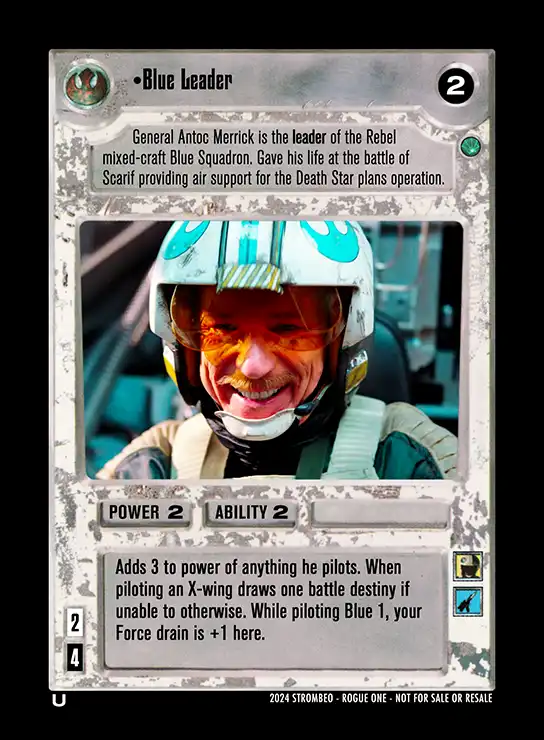 •Blue Leader
2
General Antoc Merrick is the leader of the Rebel
mixed-craft Blue Squadron. Gave his life at the battle of
Scarif providing air support for the Death Star plans operation.
POWER 2
ABILITY 2
Adds 3 to power of anything he pilots. When
piloting an X-wing draws one battle destiny if
unable to otherwise. While piloting Blue 1, your
Force drain is +1 here.
2
4
U
2024 STROMBEO - ROGUE ONE - NOT FOR SALE OR RESALE